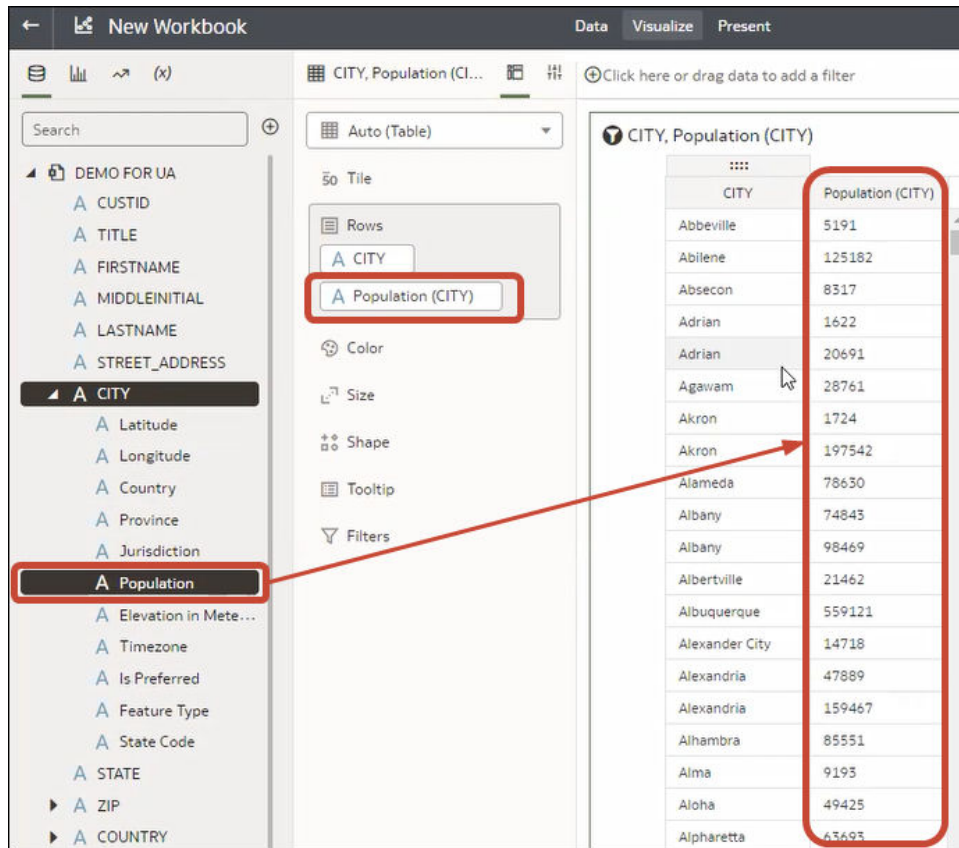 New Workbook
Data Visualize Present
(x)
CITY, Population (CI...
Click here or drag data to add a filter
Search
DEMO FOR UA
A CUSTID
A TITLE
A FIRSTNAME
A MIDDLEINITIAL
A LASTNAME
A STREET_ADDRESS
A CITY
A Latitude
A Longitude
A Country
A Province
A Jurisdiction
A Population
A Elevation in Mete...
A Timezone
A Is Preferred
A Feature Type
A State Code
A STATE
A ZIP
A COUNTRY
Auto (Table)
50 Tile
Rows
A CITY
A Population (CITY)
Color
Size
Shape
Tooltip
Filters
CITY, Population (CITY)
CITY Population (CITY)
Abbeville 5191
Abilene 125182
Absecon 8317
Adrian 1622
Adrian 20691
Agawam 28761
Akron 1724
Akron 197542
Alameda 78630
Albany 74843
Albany 98469
Albertville 21462
Albuquerque 559121
Alexander City 14718
Alexandria 47889
Alexandria 159467
Alhambra 85551
Alma 9193
Aloha 49425
Alpharetta 63693